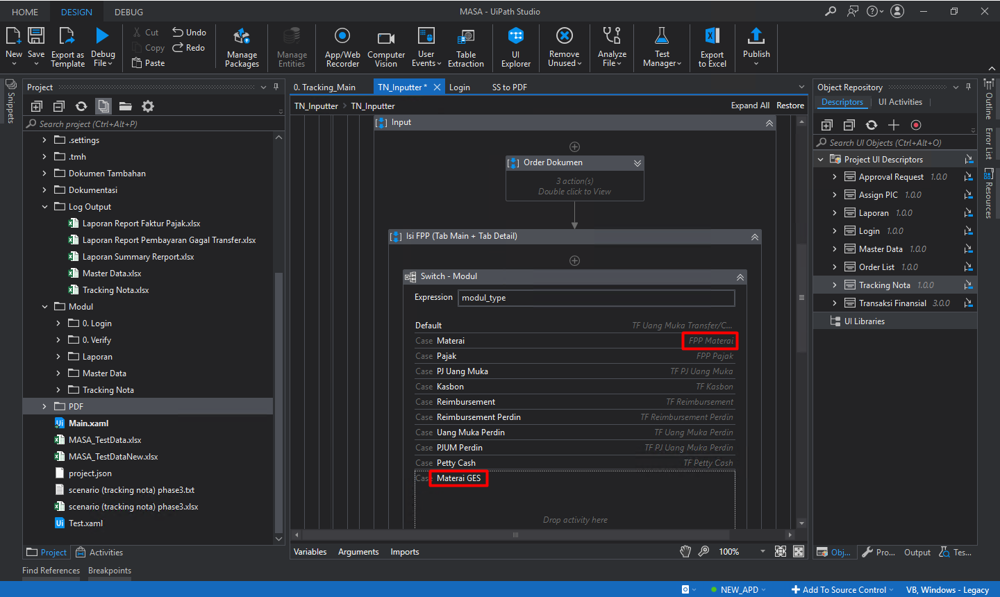 HOME DESIGN DEBUG MASA - UiPath Studio
Cut Undo
Copy Redo
Paste
New Save Export as Template Debug File Manage Packages Manage Entities App/Web Recorder Computer Vision User Events Table Extraction UI Explorer Remove Unused Analyze File Test Manager Export to Excel Publish
Snippets
Project
Search project (Ctrl+Alt+P)
.settings
.tmh
Dokumen Tambahan
Dokumentasi
Log Output
Laporan Report Faktur Pajak.xlsx
Laporan Report Pembayaran Gagal Transfer.xlsx
Laporan Summary Rerport.xlsx
Master Data.xlsx
Tracking Nota.xlsx
Modul
0. Login
0. Verify
Laporan
Master Data
Tracking Nota
PDF
Main.xaml
MASA_TestData.xlsx
MASA_TestDataNew.xlsx
project.json
scenario (tracking nota) phase3.txt
scenario (tracking nota) phase3.xlsx
Test.xaml
Project Activities
0. Tracking_Main TN_Inputter * Login SS to PDF
TN_Inputter TN_Inputter Expand All Restore
Input
Order Dokumen
3 action(s)
Double click to View
Isi FPP (Tab Main + Tab Detail)
Switch - Modul
Expression modul_type
Default TF Uang Muka Transfer/C...
Case Materai FPP Materai
Case Pajak FPP Pajak
Case PJ Uang Muka TF PJ Uang Muka
Case Kasbon TF Kasbon
Case Reimbursement TF Reimbursement
Case Reimbursement Perdin TF Reimbursement Perdin
Case Uang Muka Perdin TF Uang Muka Perdin
Case PJUM Perdin TF PJ Uang Muka Perdin
Case Petty Cash TF Petty Cash
Case Materai GES
Drop activity here
Variables Arguments Imports 100%
Object Repository
Descriptors UI Activities
Search UI Objects (Ctrl+Alt+O)
Project UI Descriptors
Approval Request 1.0.0
Assign PIC 1.0.0
Laporan 1.0.0
Login 1.0.0
Master Data 1.0.0
Order List 1.0.0
Tracking Nota 1.0.0
Transaksi Finansial 3.0.0
UI Libraries
Obj... Pro... Output Tes...
Outline
Error List
Resources
Find References Breakpoints
NEW_APD Add To Source Control VB, Windows - Legacy